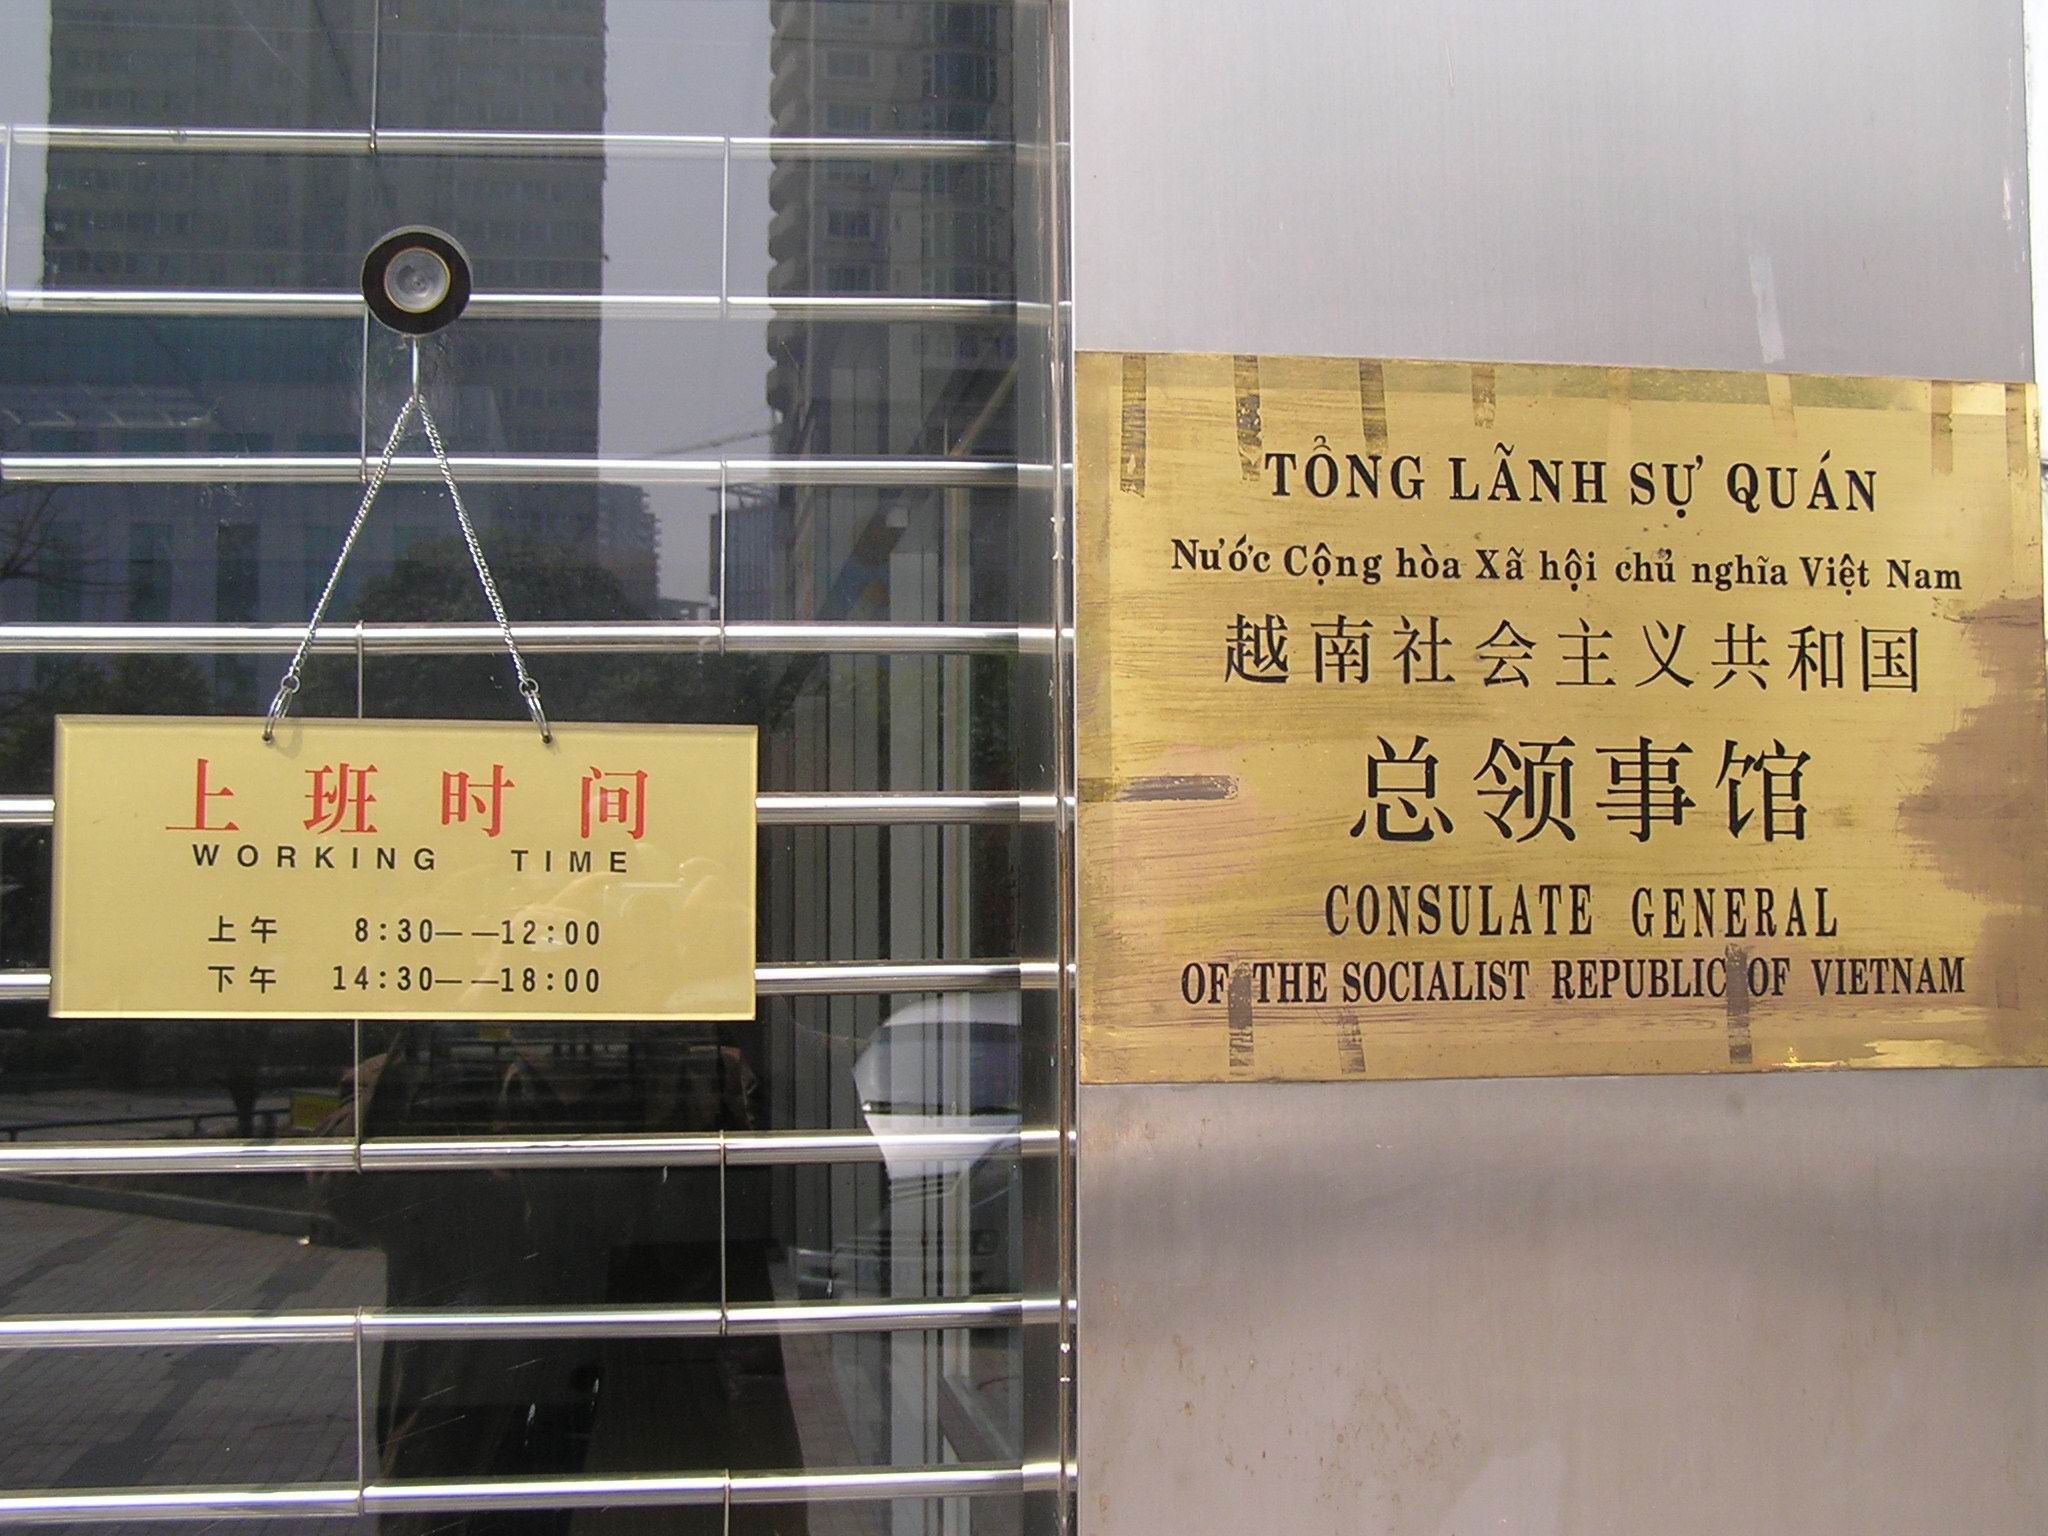 上班时间
WORKING TIME
上午 8:30——12:00
下午 14:30——18:00
TỔNG LÃNH SỰ QUÁN
Nước Cộng hòa Xã hội chủ nghĩa Việt Nam
越南社会主义共和国
总领事馆
CONSULATE GENERAL
OF THE SOCIALIST REPUBLIC OF VIETNAM